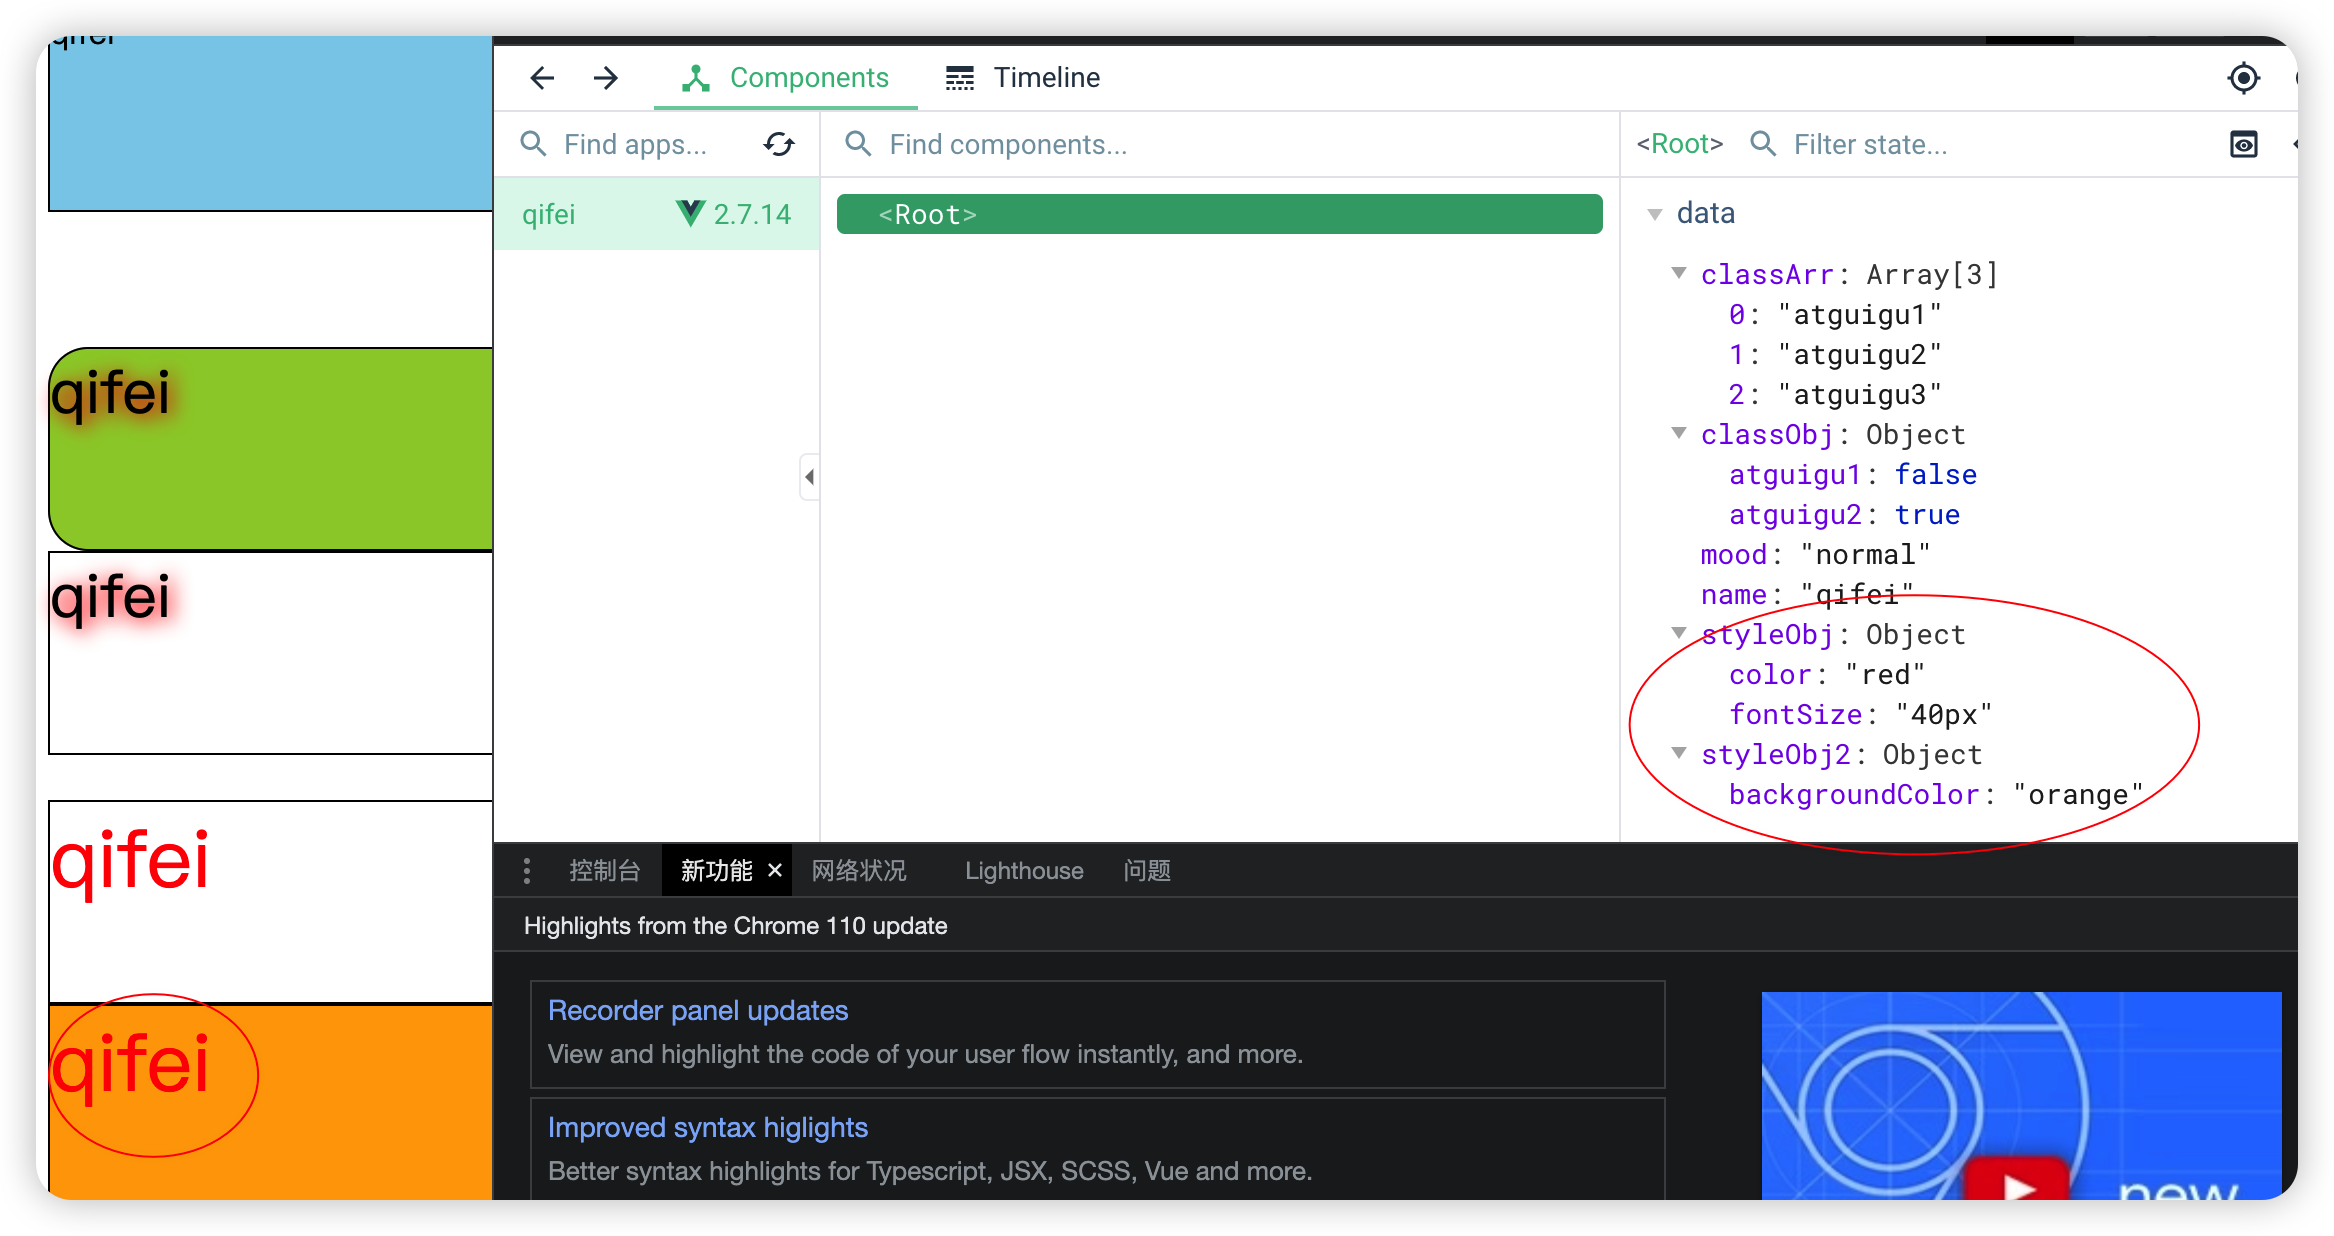 qifei
qifei
qifei
qifei
qifei
Components
Timeline
Find apps...
Find components...
<Root>
Filter state...
qifei
2.7.14
<Root>
data
classArr: Array[3]
0: "atguigu1"
1: "atguigu2"
2: "atguigu3"
classObj: Object
atguigu1: false
atguigu2: true
mood: "normal"
name: "qifei"
styleObj: Object
color: "red"
fontSize: "40px"
styleObj2: Object
backgroundColor: "orange"
控制台
新功能 ×
网络状况
Lighthouse
问题
Highlights from the Chrome 110 update
Recorder panel updates
View and highlight the code of your user flow instantly, and more.
Improved syntax higlights
Better syntax highlights for Typescript, JSX, SCSS, Vue and more.
new